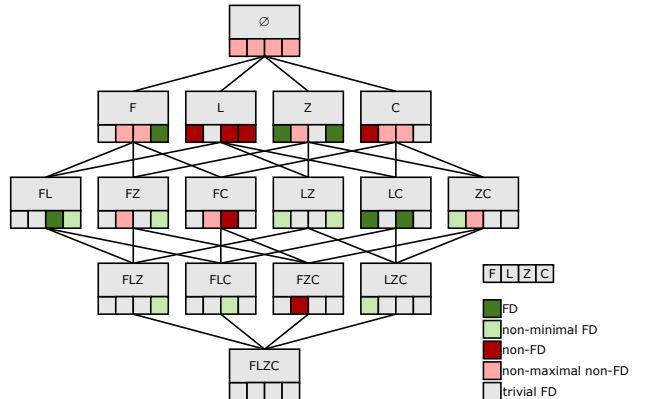 ∅
F L Z C
FL FZ FC LZ LC ZC
FLZ FLC FZC LZC
F L Z C
FD
non-minimal FD
non-FD
FLZC
non-maximal non-FD
trivial FD